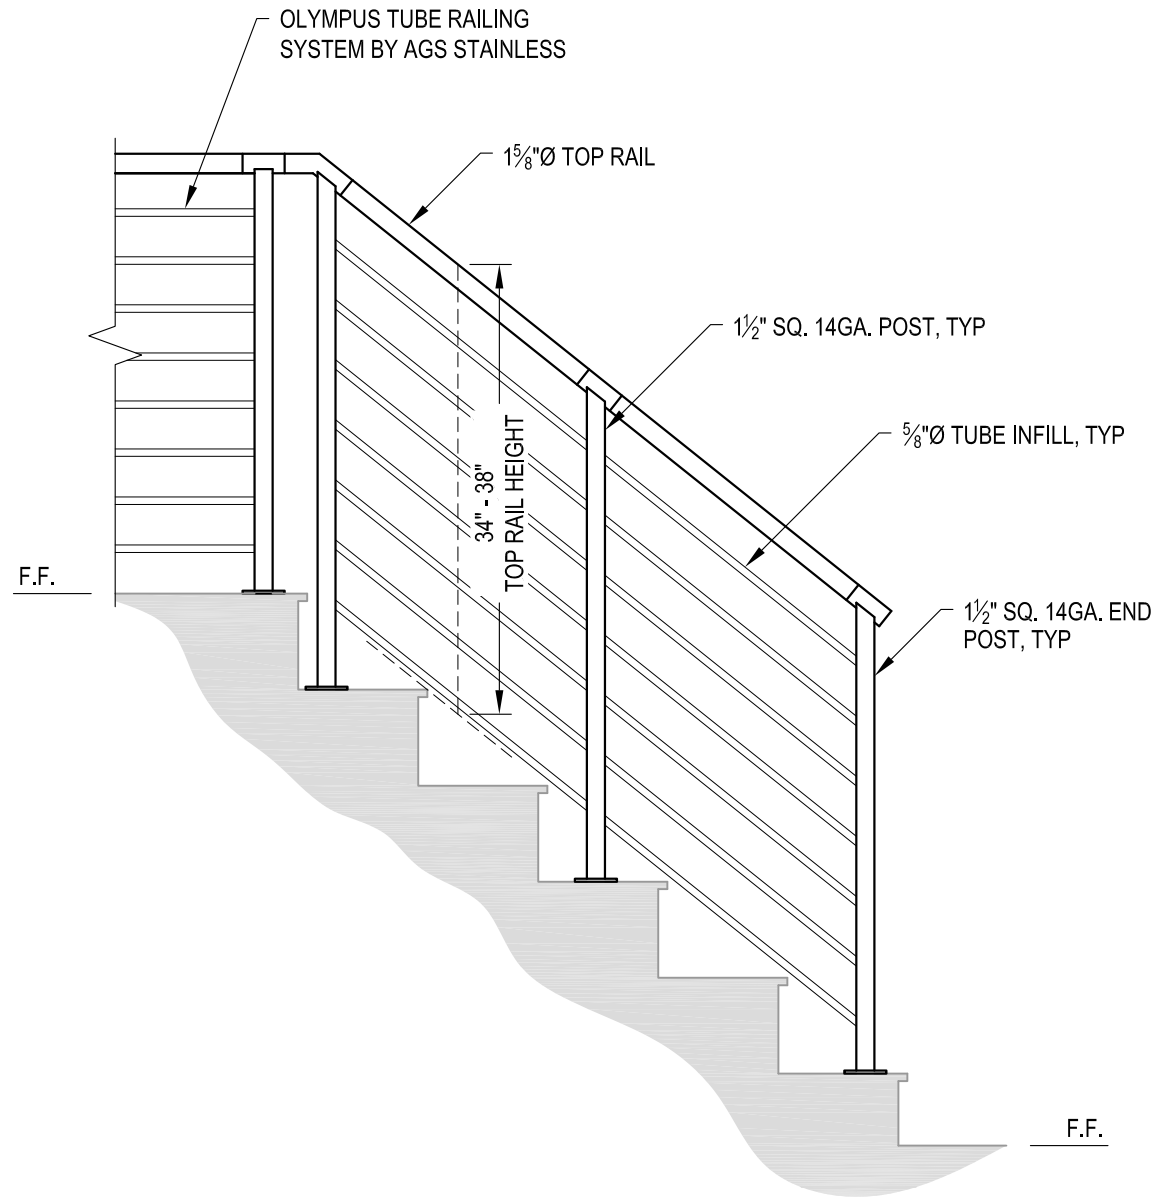 OLYMPUS TUBE RAILING
SYSTEM BY AGS STAINLESS
1⅝"Ø TOP RAIL
1½" SQ. 14GA. POST, TYP
⅝"Ø TUBE INFILL, TYP
34" - 38"
TOP RAIL HEIGHT
F.F.
1½" SQ. 14GA. END
POST, TYP
F.F.